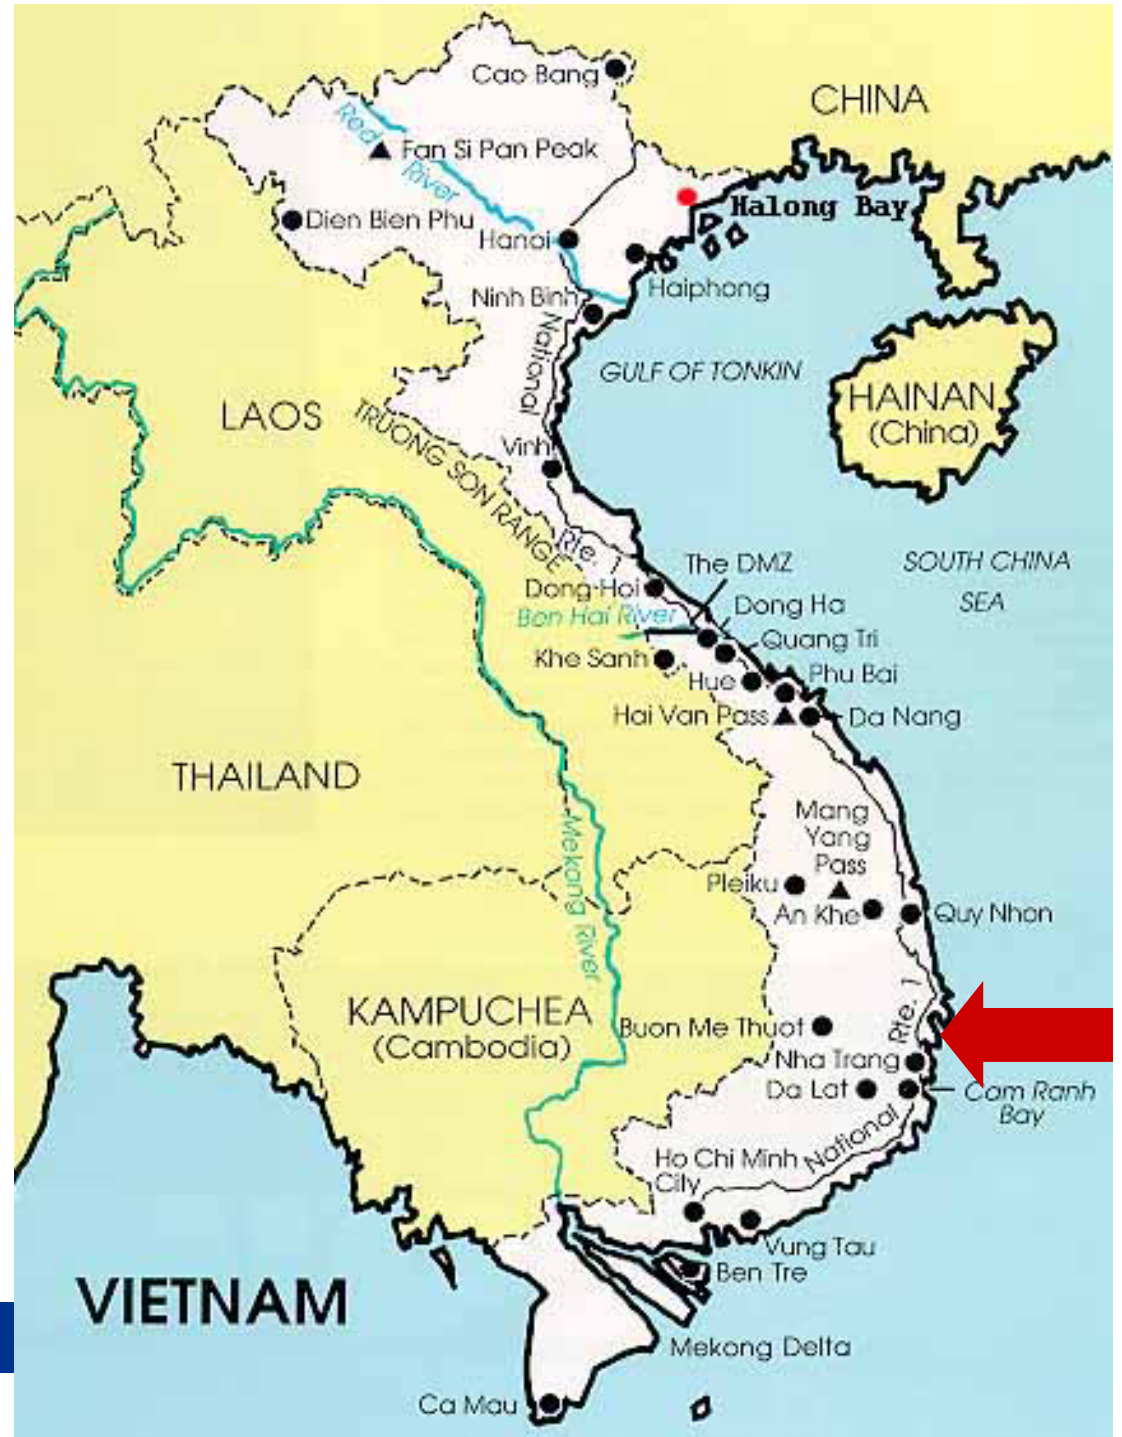 Cao Bang
CHINA
Red
River
Fan Si Pan Peak
Halong Bay
Dien Bien Phu
Hanoi
Haiphong
Ninh Binh
National
GULF OF TONKIN
HAINAN
(China)
LAOS
TRUONG SON RANGE
Vinh
Rte. 1
SOUTH CHINA
SEA
The DMZ
Dong-Hoi
Ben Hai River
Dong Ha
Quang Tri
Khe Sanh
Phu Bai
Hue
Hai Van Pass
Da Nang
THAILAND
Mang
Yang
Pass
Mekong River
Pleiku
An Khe
Quy Nhon
Rte. 1
KAMPUCHEA
(Cambodia)
Buon Me Thuot
Nha Trang
Da Lat
Cam Ranh
Bay
National
Ho Chi Minh
City
Vung Tau
Ben Tre
VIETNAM
Mekong Delta
Ca Mau